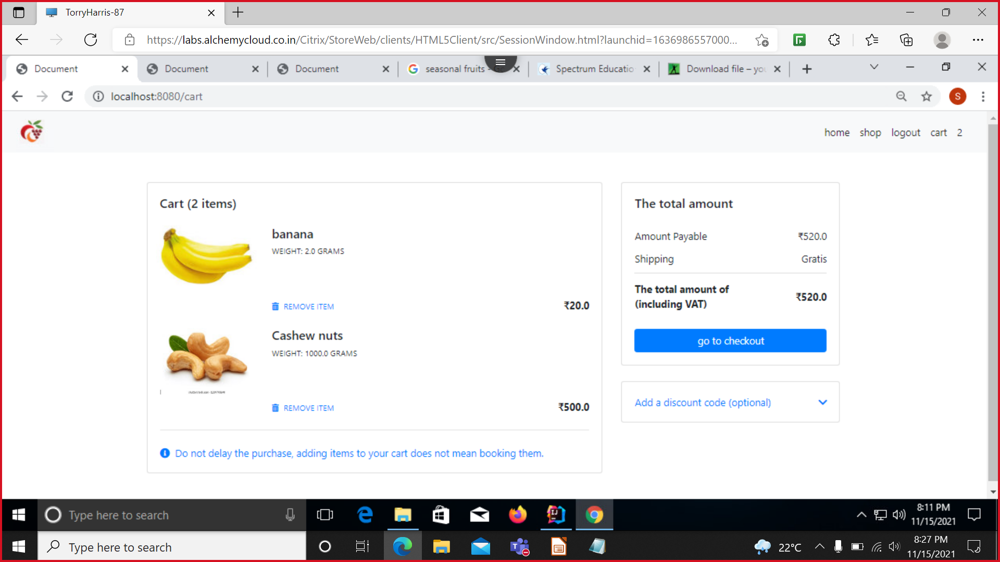 TorryHarris-87
https://labs.alchemycloud.co.in/Citrix/StoreWeb/clients/HTML5Client/src/SessionWindow.html?launchid=1636986557000...
Document
Document
Document
seasonal fruits - Go
Spectrum Educatio
Download file – you
localhost:8080/cart
S
home shop logout cart 2
Cart (2 items)
banana
WEIGHT: 2.0 GRAMS
REMOVE ITEM
₹20.0
Cashew nuts
WEIGHT: 1000.0 GRAMS
REMOVE ITEM
₹500.0
Do not delay the purchase, adding items to your cart does not mean booking them.
The total amount
Amount Payable ₹520.0
Shipping Gratis
The total amount of
(including VAT)
₹520.0
go to checkout
Add a discount code (optional)
Type here to search
8:11 PM
11/15/2021
Type here to search
22°C
8:27 PM
11/15/2021